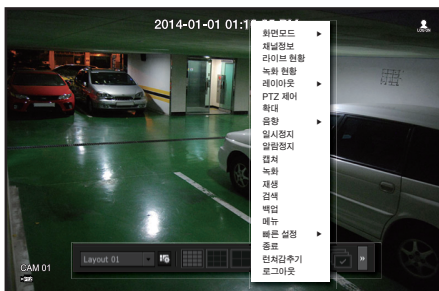 2014-01-01 01:1
LOGON
화면모드 ▶
채널정보
라이브 현황
녹화 현황
레이아웃 ▶
PTZ 제어
확대
음향 ▶
일시정지
알람정지
캡쳐
녹화
재생
검색
백업
메뉴
빠른 설정 ▶
종료
런쳐감추기
로그아웃
Layout 01
CAM 01